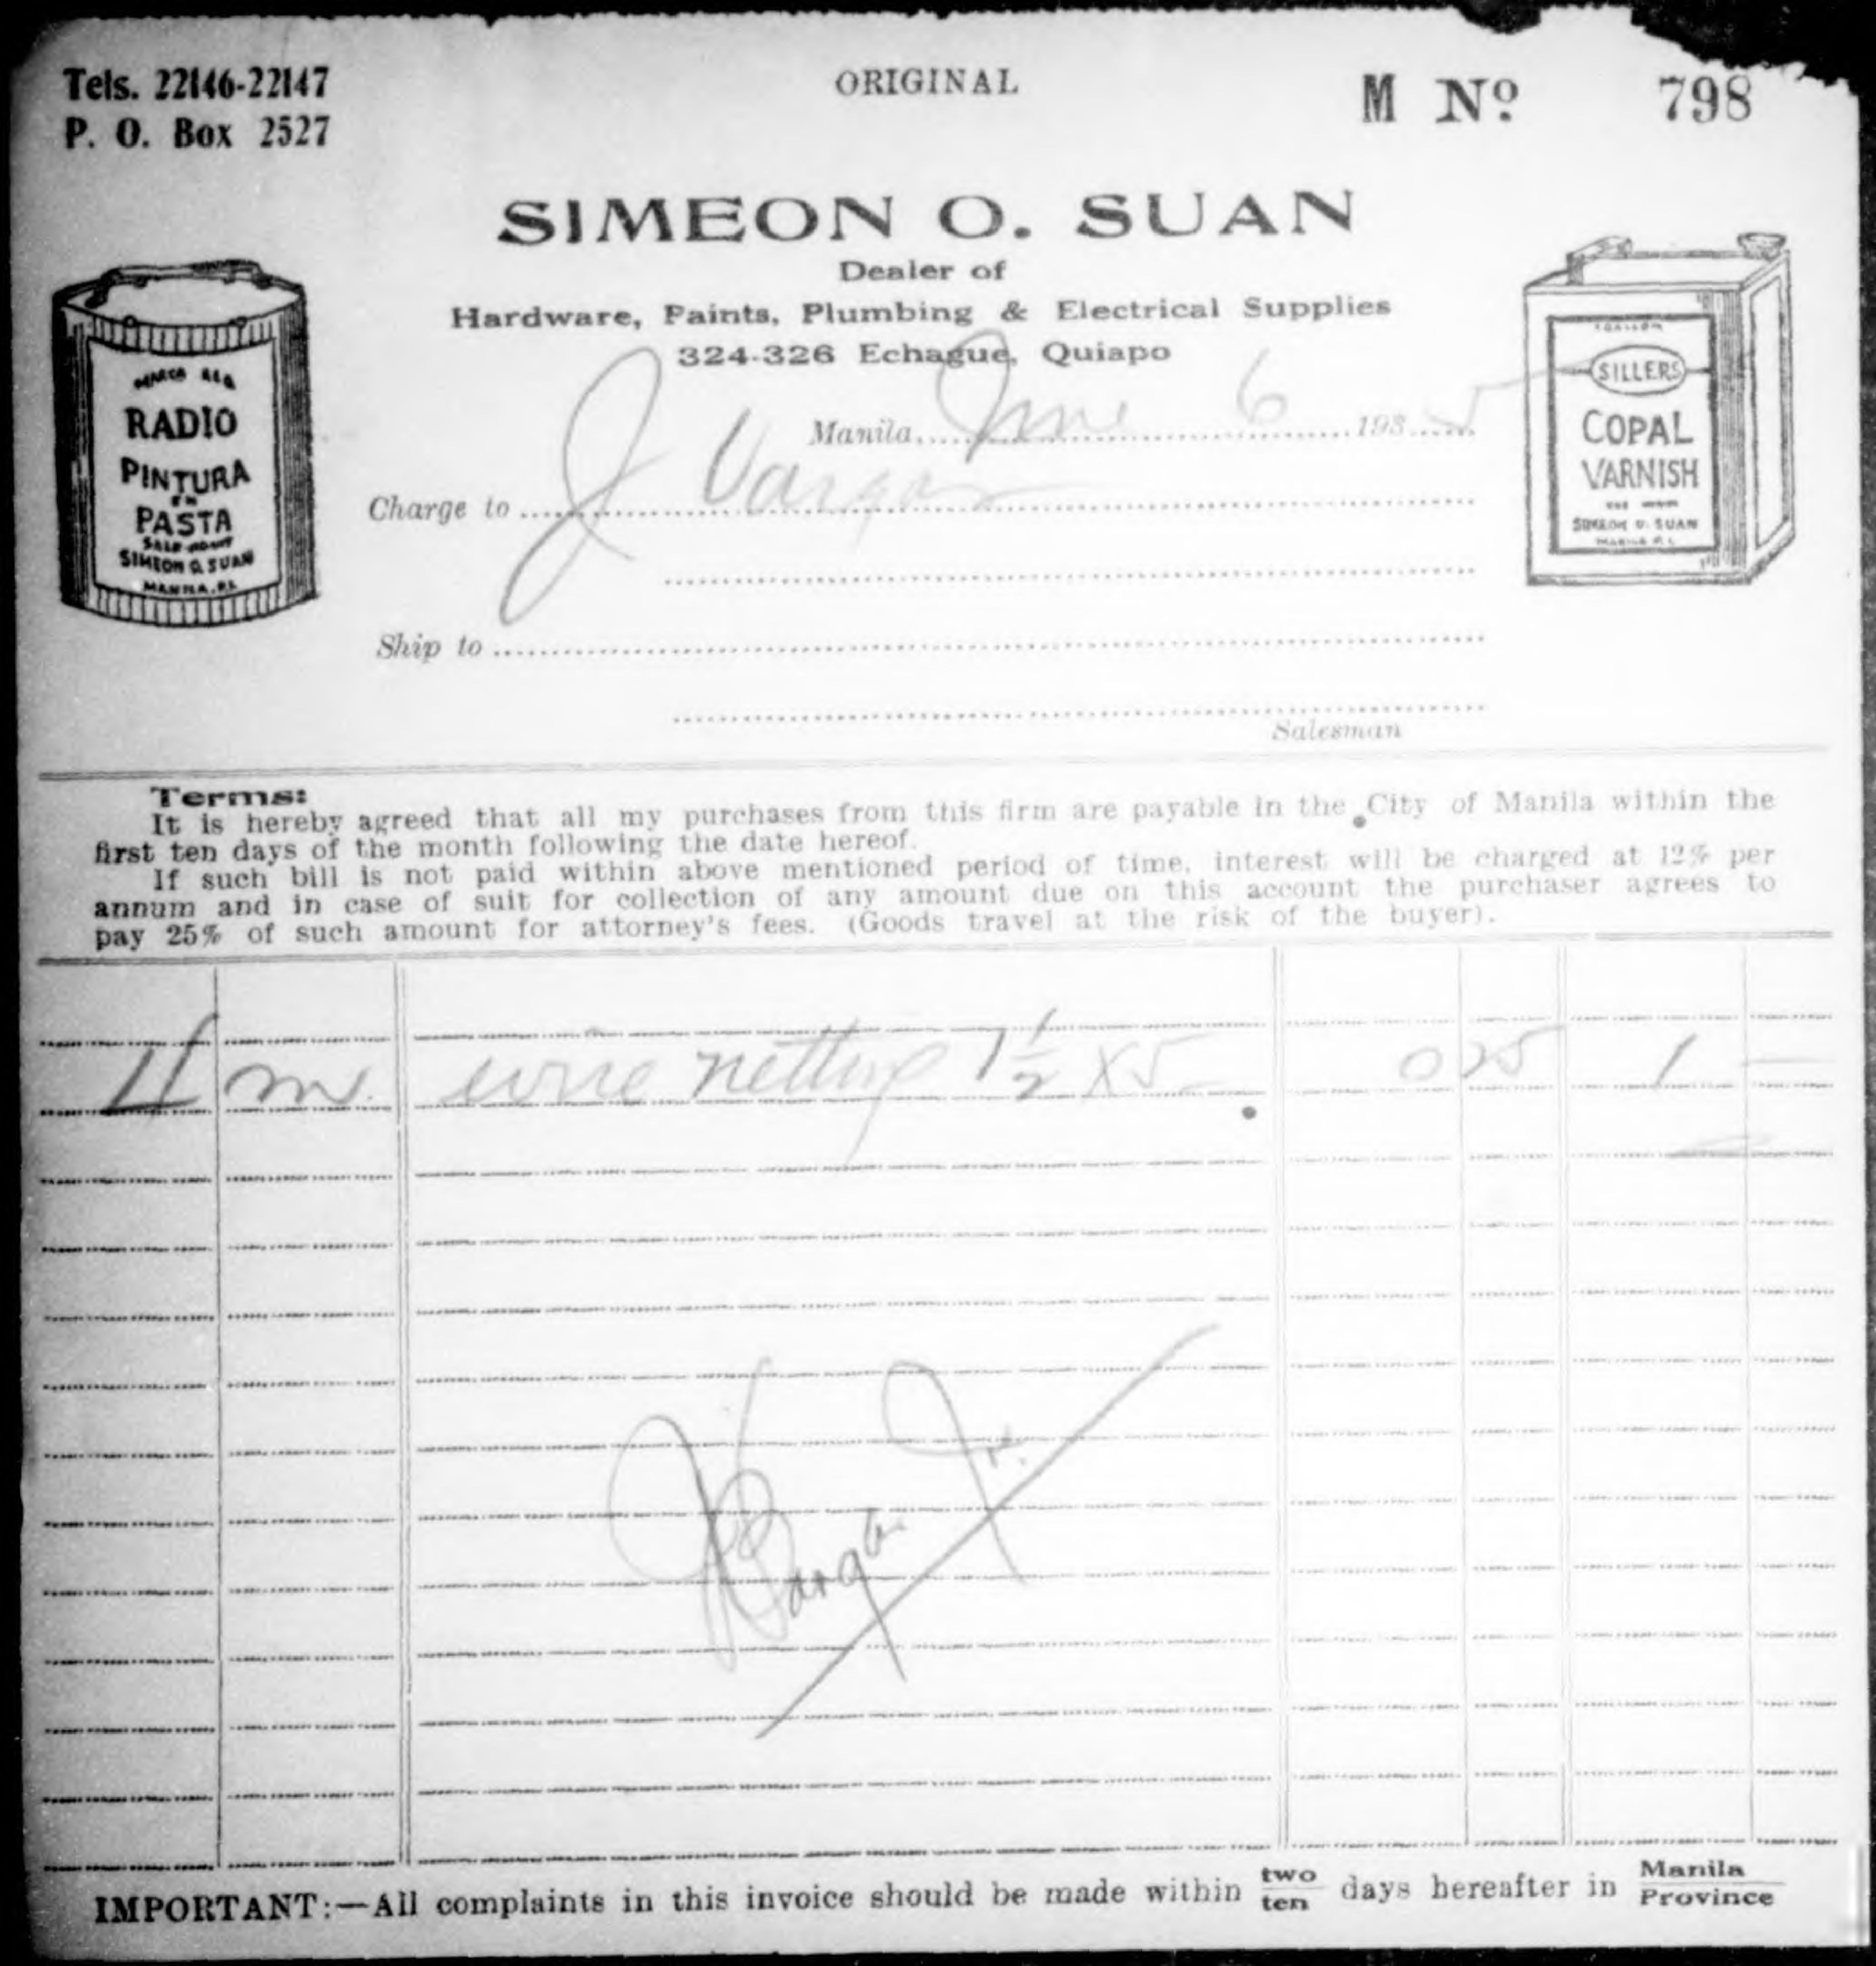 Tels. 22146-22147
P. O. Box 2527
ORIGINAL
M Nº 798
SIMEON O. SUAN
Dealer of
Hardware, Paints, Plumbing & Electrical Supplies
324-326 Echague, Quiapo
Manila June 6 1935
Charge to J Vargas
Ship to
Salesman
RADIO
PINTURA
EN
PASTA
SIMEON O. SUAN
MANILA, P.I.
SILLERS
COPAL
VARNISH
SIMEON O. SUAN
MANILA P. I.
Terms:
It is hereby agreed that all my purchases from this firm are payable in the City of Manila within the
first ten days of the month following the date hereof.
If such bill is not paid within above mentioned period of time, interest will be charged at 12% per
annum and in case of suit for collection of any amount due on this account the purchaser agrees to
pay 25% of such amount for attorney's fees. (Goods travel at the risk of the buyer).
4 m. wire netting 1 1/2 x 5 0 25 1 —
J Vargas Jr.
IMPORTANT:—All complaints in this invoice should be made within two/ten days hereafter in Manila/Province